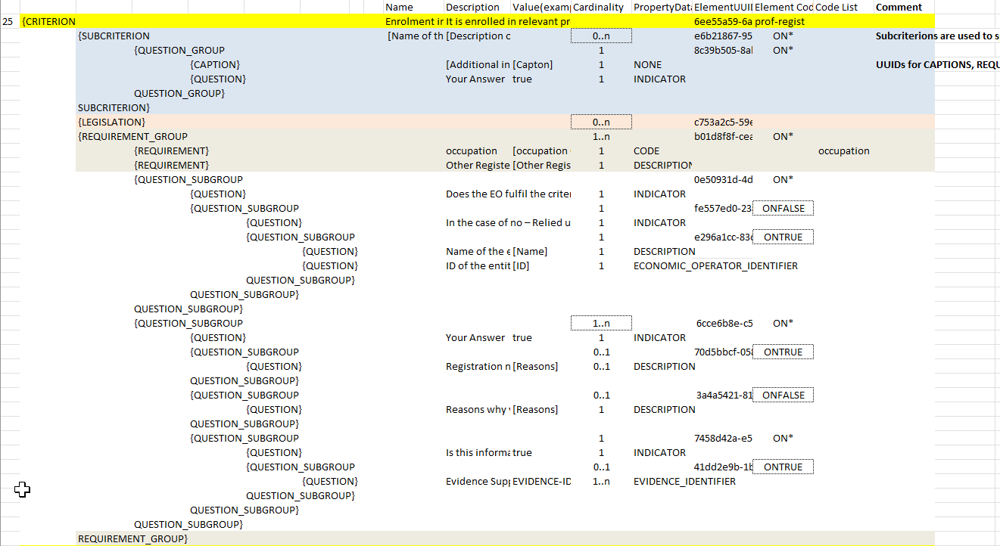 Name Description Value(examp Cardinality PropertyData ElementUUI Element Cod Code List Comment
25 {CRITERION Enrolment in It is enrolled in relevant pr 6ee55a59-6a prof-regist
{SUBCRITERION [Name of th [Description c 0..n e6b21867-95 ON* Subcriterions are used to s
{QUESTION_GROUP 1 8c39b505-8al ON*
{CAPTION} [Additional in [Capton] 1 NONE UUIDs for CAPTIONS, REQU
{QUESTION} Your Answer true 1 INDICATOR
QUESTION_GROUP}
SUBCRITERION}
{LEGISLATION} 0..n c753a2c5-59e
{REQUIREMENT_GROUP 1..n b01d8f8f-cea ON*
{REQUIREMENT} occupation [occupation 1 CODE occupation
{REQUIREMENT} Other Registe [Other Regis 1 DESCRIPTION
{QUESTION_SUBGROUP 0e50931d-4d ON*
{QUESTION} Does the EO fulfil the criter 1 INDICATOR
{QUESTION_SUBGROUP 1 fe557ed0-23 ONFALSE
{QUESTION} In the case of no – Relied u 1 INDICATOR
{QUESTION_SUBGROUP 1 e296a1cc-83c ONTRUE
{QUESTION} Name of the e [Name] 1 DESCRIPTION
{QUESTION} ID of the entit [ID] 1 ECONOMIC_OPERATOR_IDENTIFIER
QUESTION_SUBGROUP}
QUESTION_SUBGROUP}
QUESTION_SUBGROUP}
{QUESTION_SUBGROUP 1..n 6cce6b8e-c5 ON*
{QUESTION} Your Answer true 1 INDICATOR
{QUESTION_SUBGROUP 0..1 70d5bbcf-058 ONTRUE
{QUESTION} Registration n [Reasons] 0..1 DESCRIPTION
QUESTION_SUBGROUP}
{QUESTION_SUBGROUP 0..1 3a4a5421-81 ONFALSE
{QUESTION} Reasons why [Reasons] 1 DESCRIPTION
QUESTION_SUBGROUP}
{QUESTION_SUBGROUP 1 7458d42a-e5 ON*
{QUESTION} Is this informa true 1 INDICATOR
{QUESTION_SUBGROUP 0..1 41dd2e9b-1b ONTRUE
{QUESTION} Evidence Supp EVIDENCE-ID 1..n EVIDENCE_IDENTIFIER
QUESTION_SUBGROUP}
QUESTION_SUBGROUP}
QUESTION_SUBGROUP}
REQUIREMENT_GROUP}